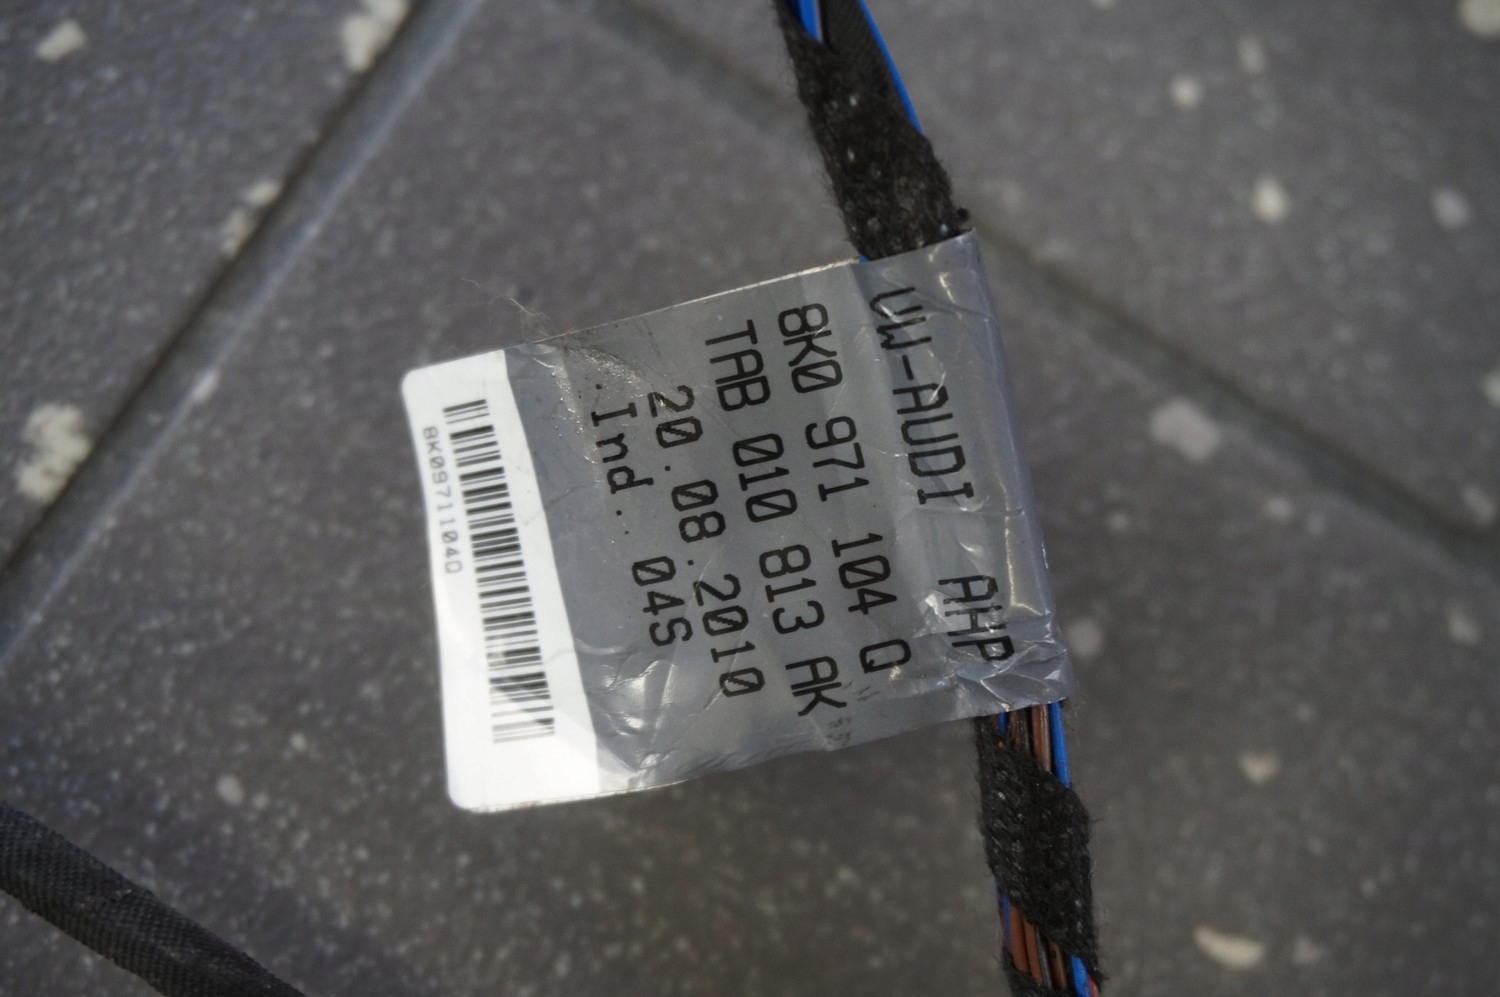 VW-AUDI AHP
8K0 971 104 Q
TAB 010 813 AK
20.08.2010
.Ind. 04S
8K0971104Q